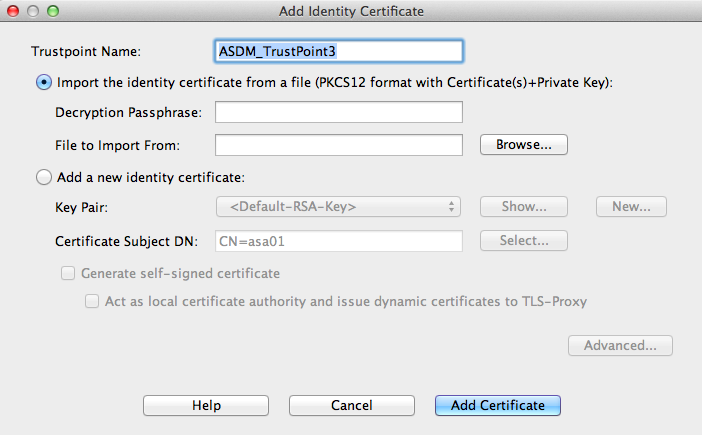 Add Identity Certificate
Trustpoint Name: ASDM_TrustPoint3
Import the identity certificate from a file (PKCS12 format with Certificate(s)+Private Key):
Decryption Passphrase:
File to Import From: Browse...
Add a new identity certificate:
Key Pair: <Default-RSA-Key> Show... New...
Certificate Subject DN: CN=asa01 Select...
Generate self-signed certificate
Act as local certificate authority and issue dynamic certificates to TLS-Proxy
Advanced...
Help Cancel Add Certificate